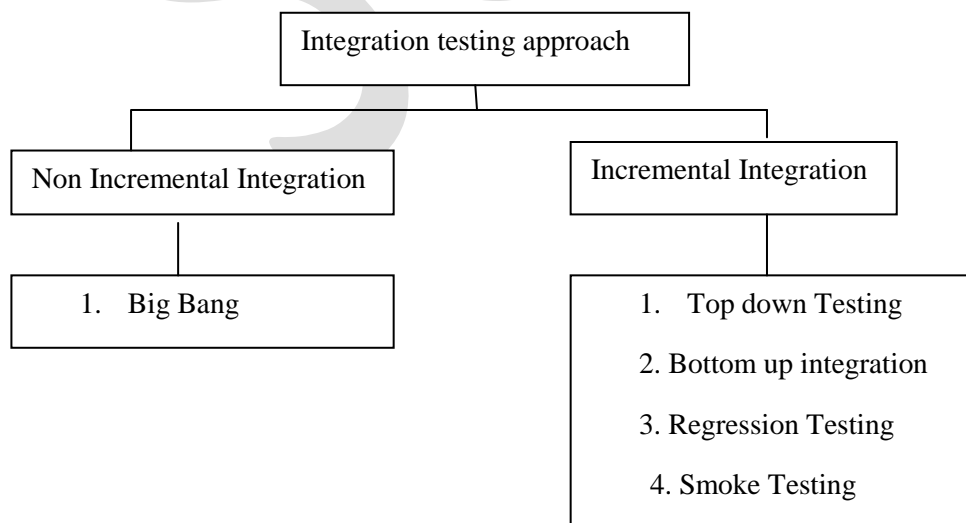 Integration testing approach
Non Incremental Integration
Incremental Integration
1. Big Bang
1. Top down Testing
2. Bottom up integration
3. Regression Testing
4. Smoke Testing